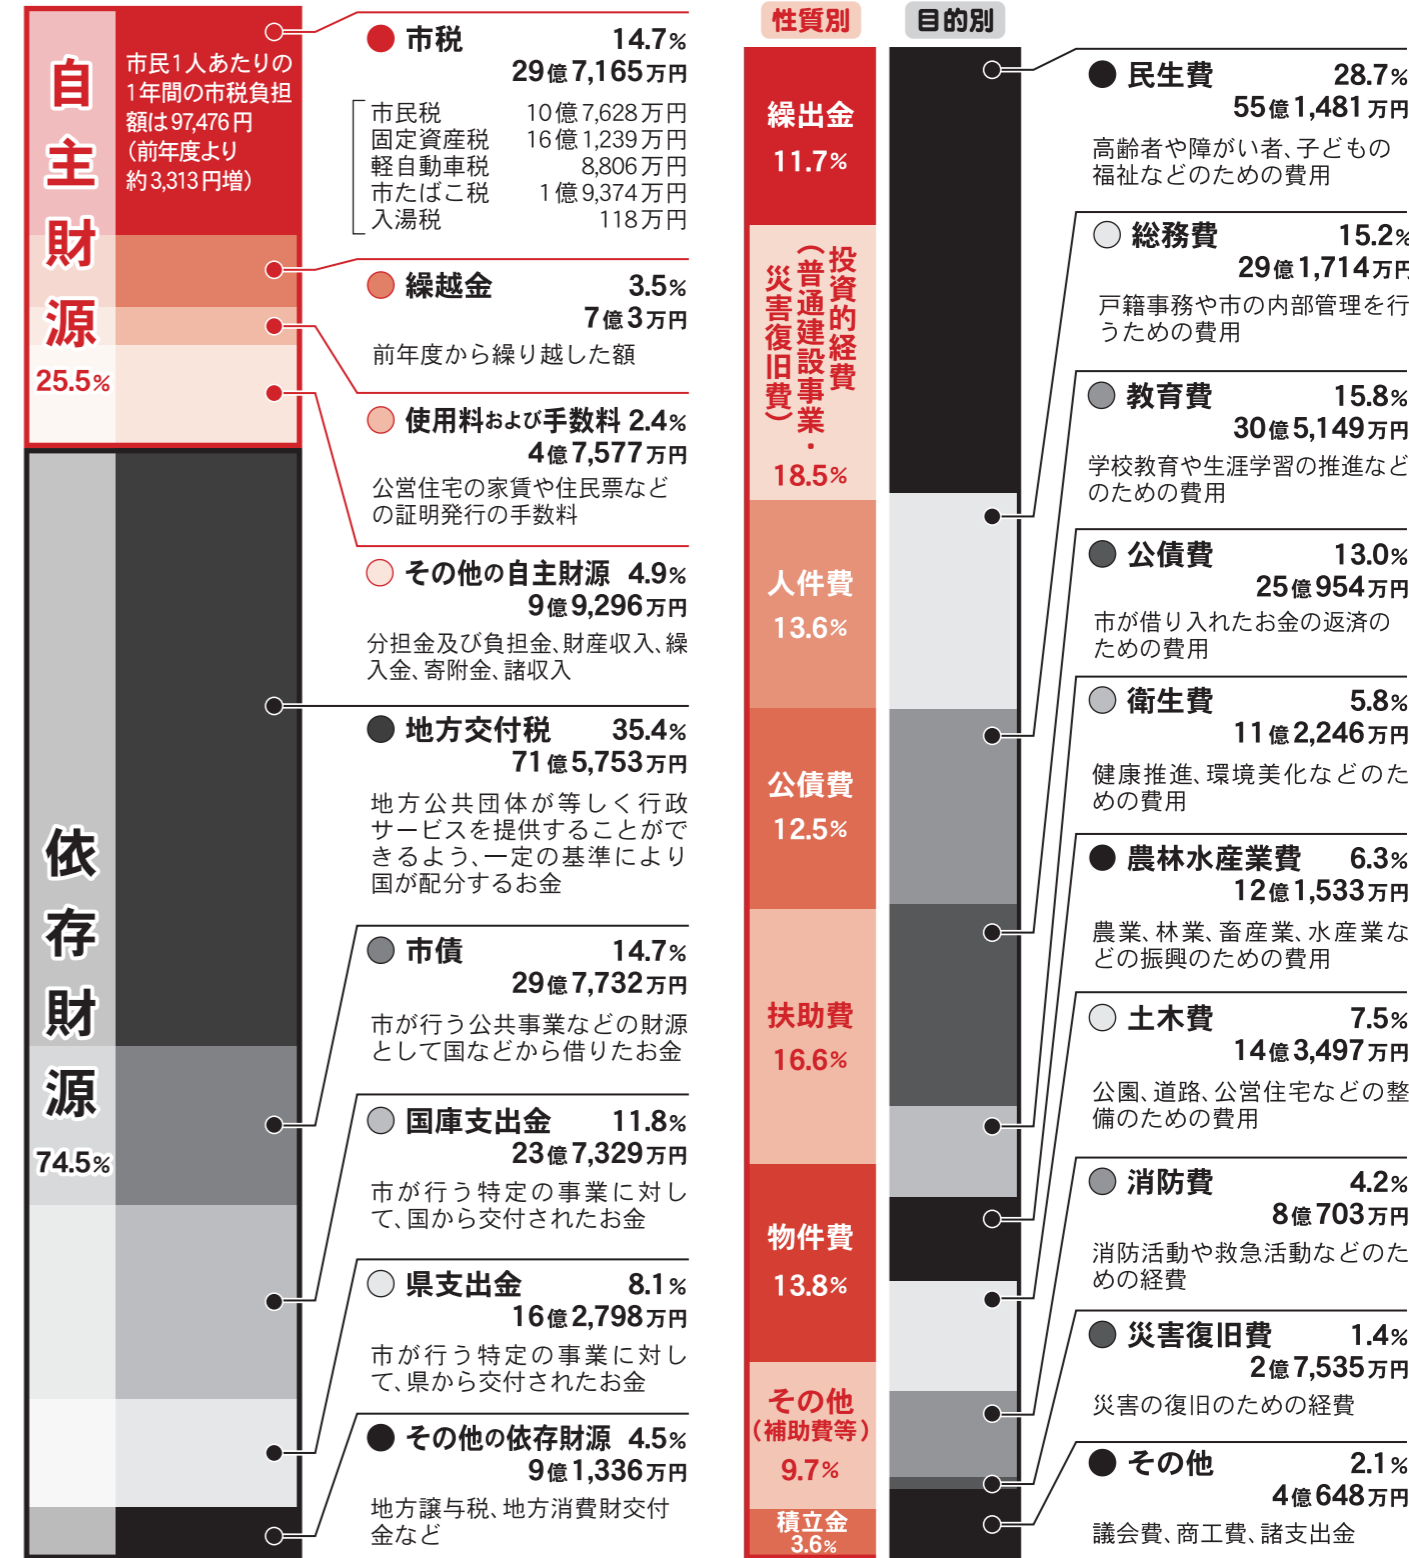 自主財源
25.5%
市民1人あたりの
1年間の市税負担
額は97,476円
（前年度より
約3,313円増）
依存財源
74.5%
市税 14.7%
29億7,165万円
市民税 10億7,628万円
固定資産税 16億1,239万円
軽自動車税 8,806万円
市たばこ税 1億9,374万円
入湯税 118万円
繰越金 3.5%
7億3万円
前年度から繰り越した額
使用料および手数料 2.4%
4億7,577万円
公営住宅の家賃や住民票など
の証明発行の手数料
その他の自主財源 4.9%
9億9,296万円
分担金及び負担金、財産収入、繰
入金、寄附金、諸収入
地方交付税 35.4%
71億5,753万円
地方公共団体が等しく行政
サービスを提供することがで
きるよう、一定の基準により
国が配分するお金
市債 14.7%
29億7,732万円
市が行う公共事業などの財源
として国などから借りたお金
国庫支出金 11.8%
23億7,329万円
市が行う特定の事業に対し
て、国から交付されたお金
県支出金 8.1%
16億2,798万円
市が行う特定の事業に対し
て、県から交付されたお金
その他の依存財源 4.5%
9億1,336万円
地方譲与税、地方消費財交付
金など
性質別
繰出金
11.7%
投資的経費
（普通建設事業・
災害復旧費）
18.5%
人件費
13.6%
公債費
12.5%
扶助費
16.6%
物件費
13.8%
その他
（補助費等）
9.7%
積立金
3.6%
目的別
民生費 28.7%
55億1,481万円
高齢者や障がい者、子どもの
福祉などのための費用
総務費 15.2%
29億1,714万円
戸籍事務や市の内部管理を行
うための費用
教育費 15.8%
30億5,149万円
学校教育や生涯学習の推進など
のための費用
公債費 13.0%
25億954万円
市が借り入れたお金の返済の
ための費用
衛生費 5.8%
11億2,246万円
健康推進、環境美化などのた
めの費用
農林水産業費 6.3%
12億1,533万円
農業、林業、畜産業、水産業な
どの振興のための費用
土木費 7.5%
14億3,497万円
公園、道路、公営住宅などの整
備のための費用
消防費 4.2%
8億703万円
消防活動や救急活動などのた
めの経費
災害復旧費 1.4%
2億7,535万円
災害の復旧のための経費
その他 2.1%
4億648万円
議会費、商工費、諸支出金